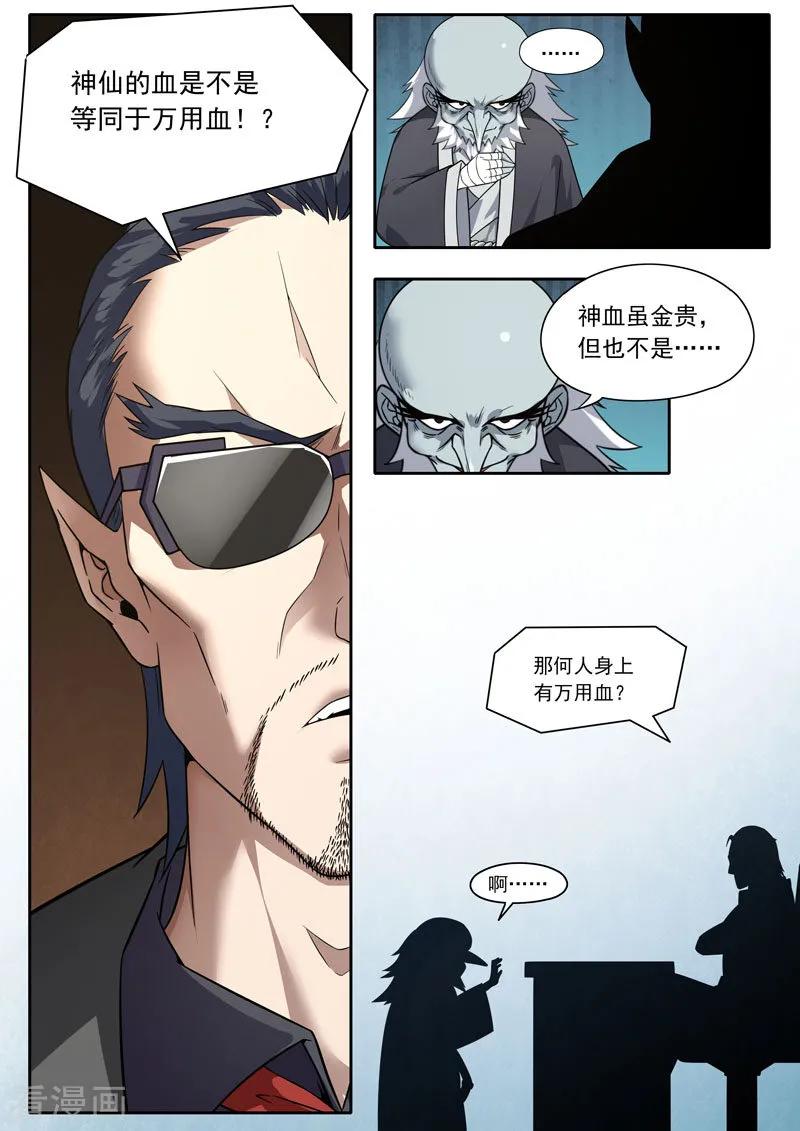 神仙的血是不是
等同于万用血！？
……
神血虽金贵，
但也不是……
那何人身上
有万用血？
啊……
看漫画